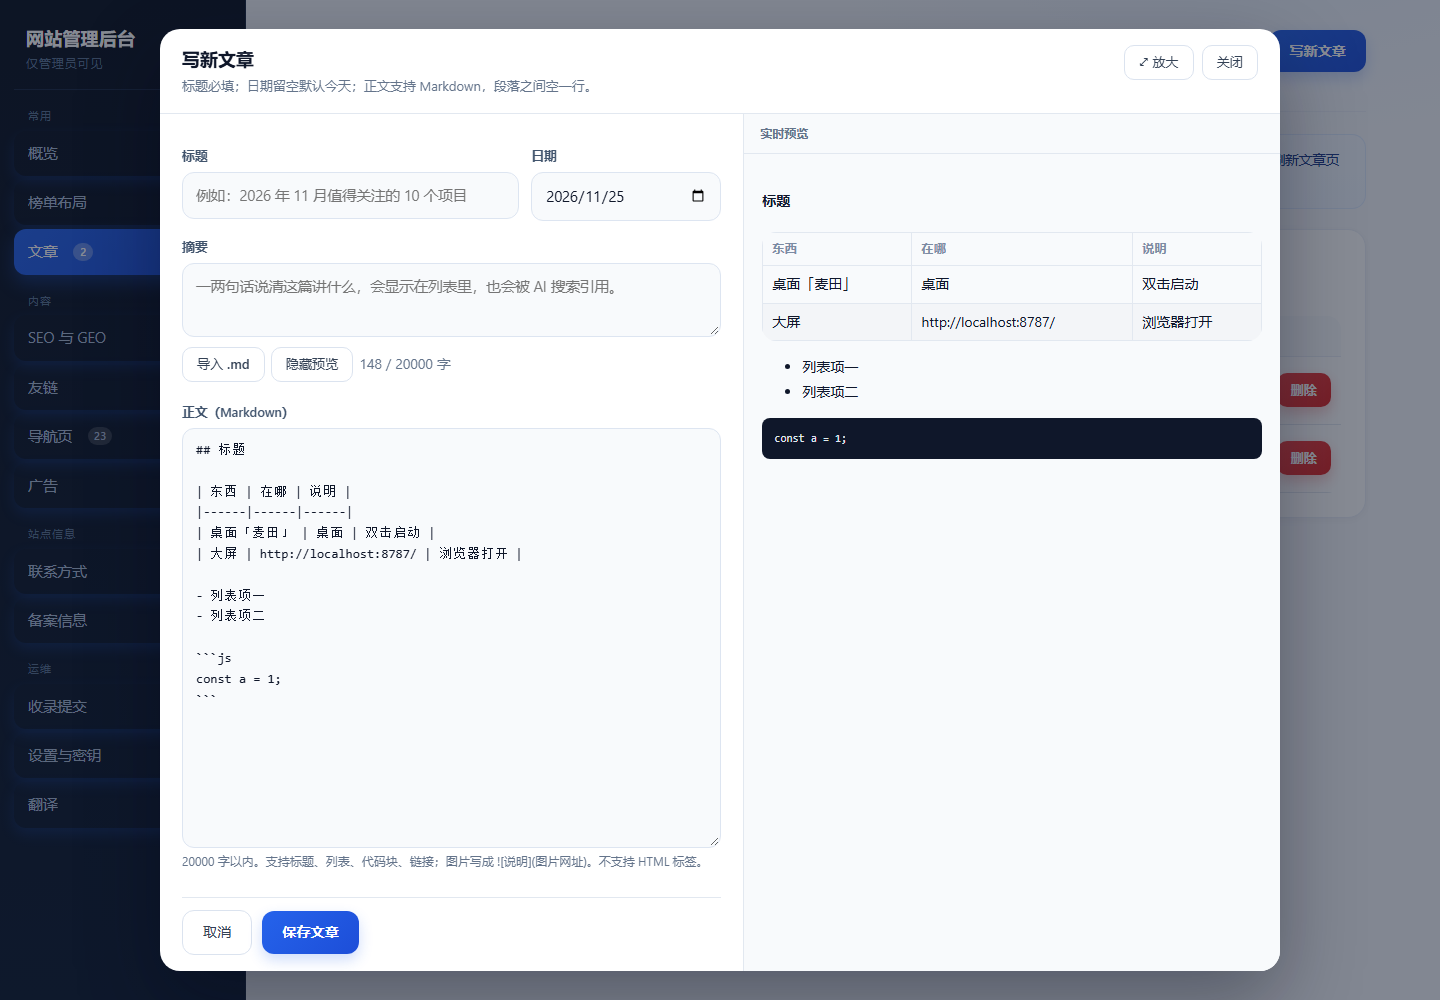 网站管理后台
仅管理员可见
常用
概览
榜单布局
文章 2
内容
SEO 与 GEO
友链
导航页 23
广告
站点信息
联系方式
备案信息
运维
收录提交
设置与密钥
翻译
写新文章
标题必填；日期留空默认今天；正文支持 Markdown，段落之间空一行。
⤢ 放大
关闭
标题
例如：2026 年 11 月值得关注的 10 个项目
日期
2026/11/25
摘要
一两句话说清这篇讲什么，会显示在列表里，也会被 AI 搜索引用。
导入 .md
隐藏预览
148 / 20000 字
正文（Markdown）
## 标题
| 东西 | 在哪 | 说明 |
|------|------|------|
| 桌面「麦田」 | 桌面 | 双击启动 |
| 大屏 | http://localhost:8787/ | 浏览器打开 |
- 列表项一
- 列表项二
```js
const a = 1;
```
20000 字以内。支持标题、列表、代码块、链接；图片写成 ![说明](图片网址)。不支持 HTML 标签。
取消
保存文章
实时预览
标题
东西 在哪 说明
桌面「麦田」 桌面 双击启动
大屏 http://localhost:8787/ 浏览器打开
• 列表项一
• 列表项二
const a = 1;
写新文章
新文章页
删除
删除